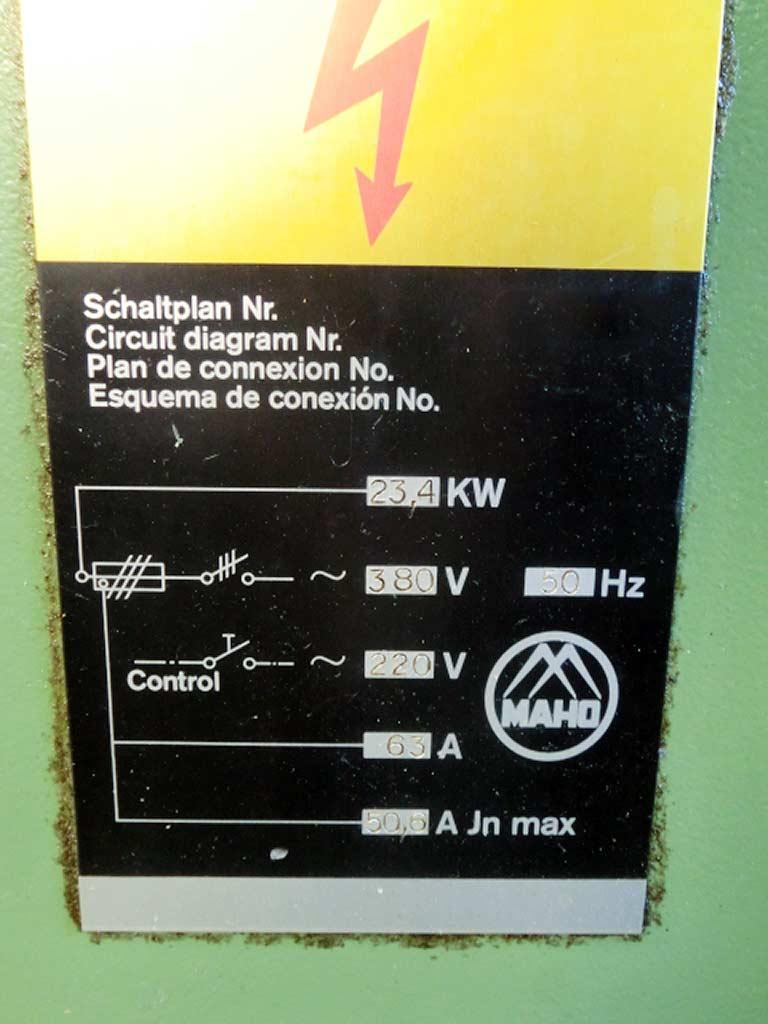 Schaltplan Nr.
Circuit diagram Nr.
Plan de connexion No.
Esquema de conexión No.
23,4 KW
~ 380 V 50 Hz
Control ~ 220 V
MAHO
63 A
50,6 A Jn max